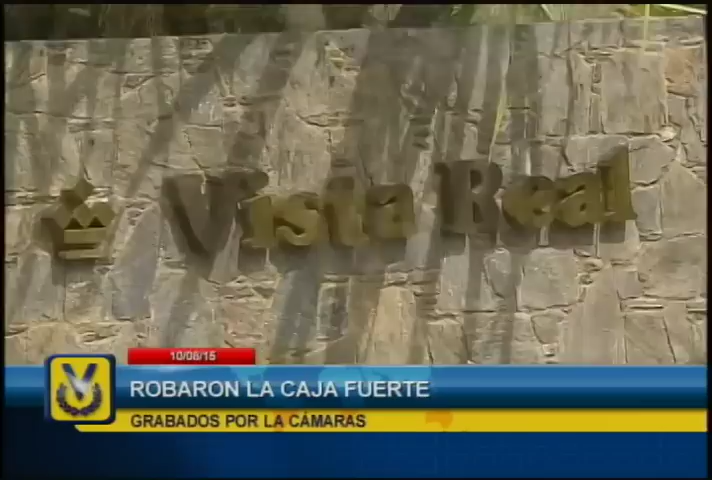 Vista Real
10/08/15
ROBARON LA CAJA FUERTE
GRABADOS POR LA CÁMARAS